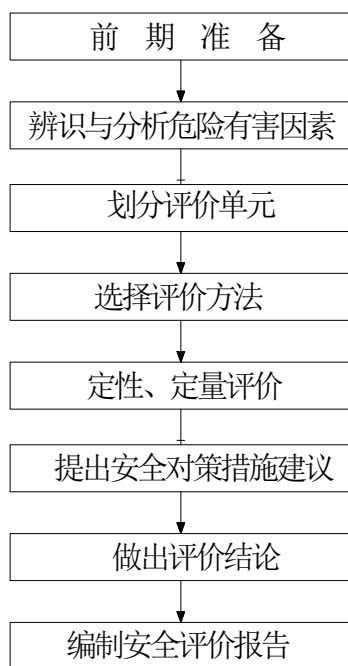 前 期 准 备
辨识与分析危险有害因素
划分评价单元
选择评价方法
定性、定量评价
提出安全对策措施建议
做出评价结论
编制安全评价报告